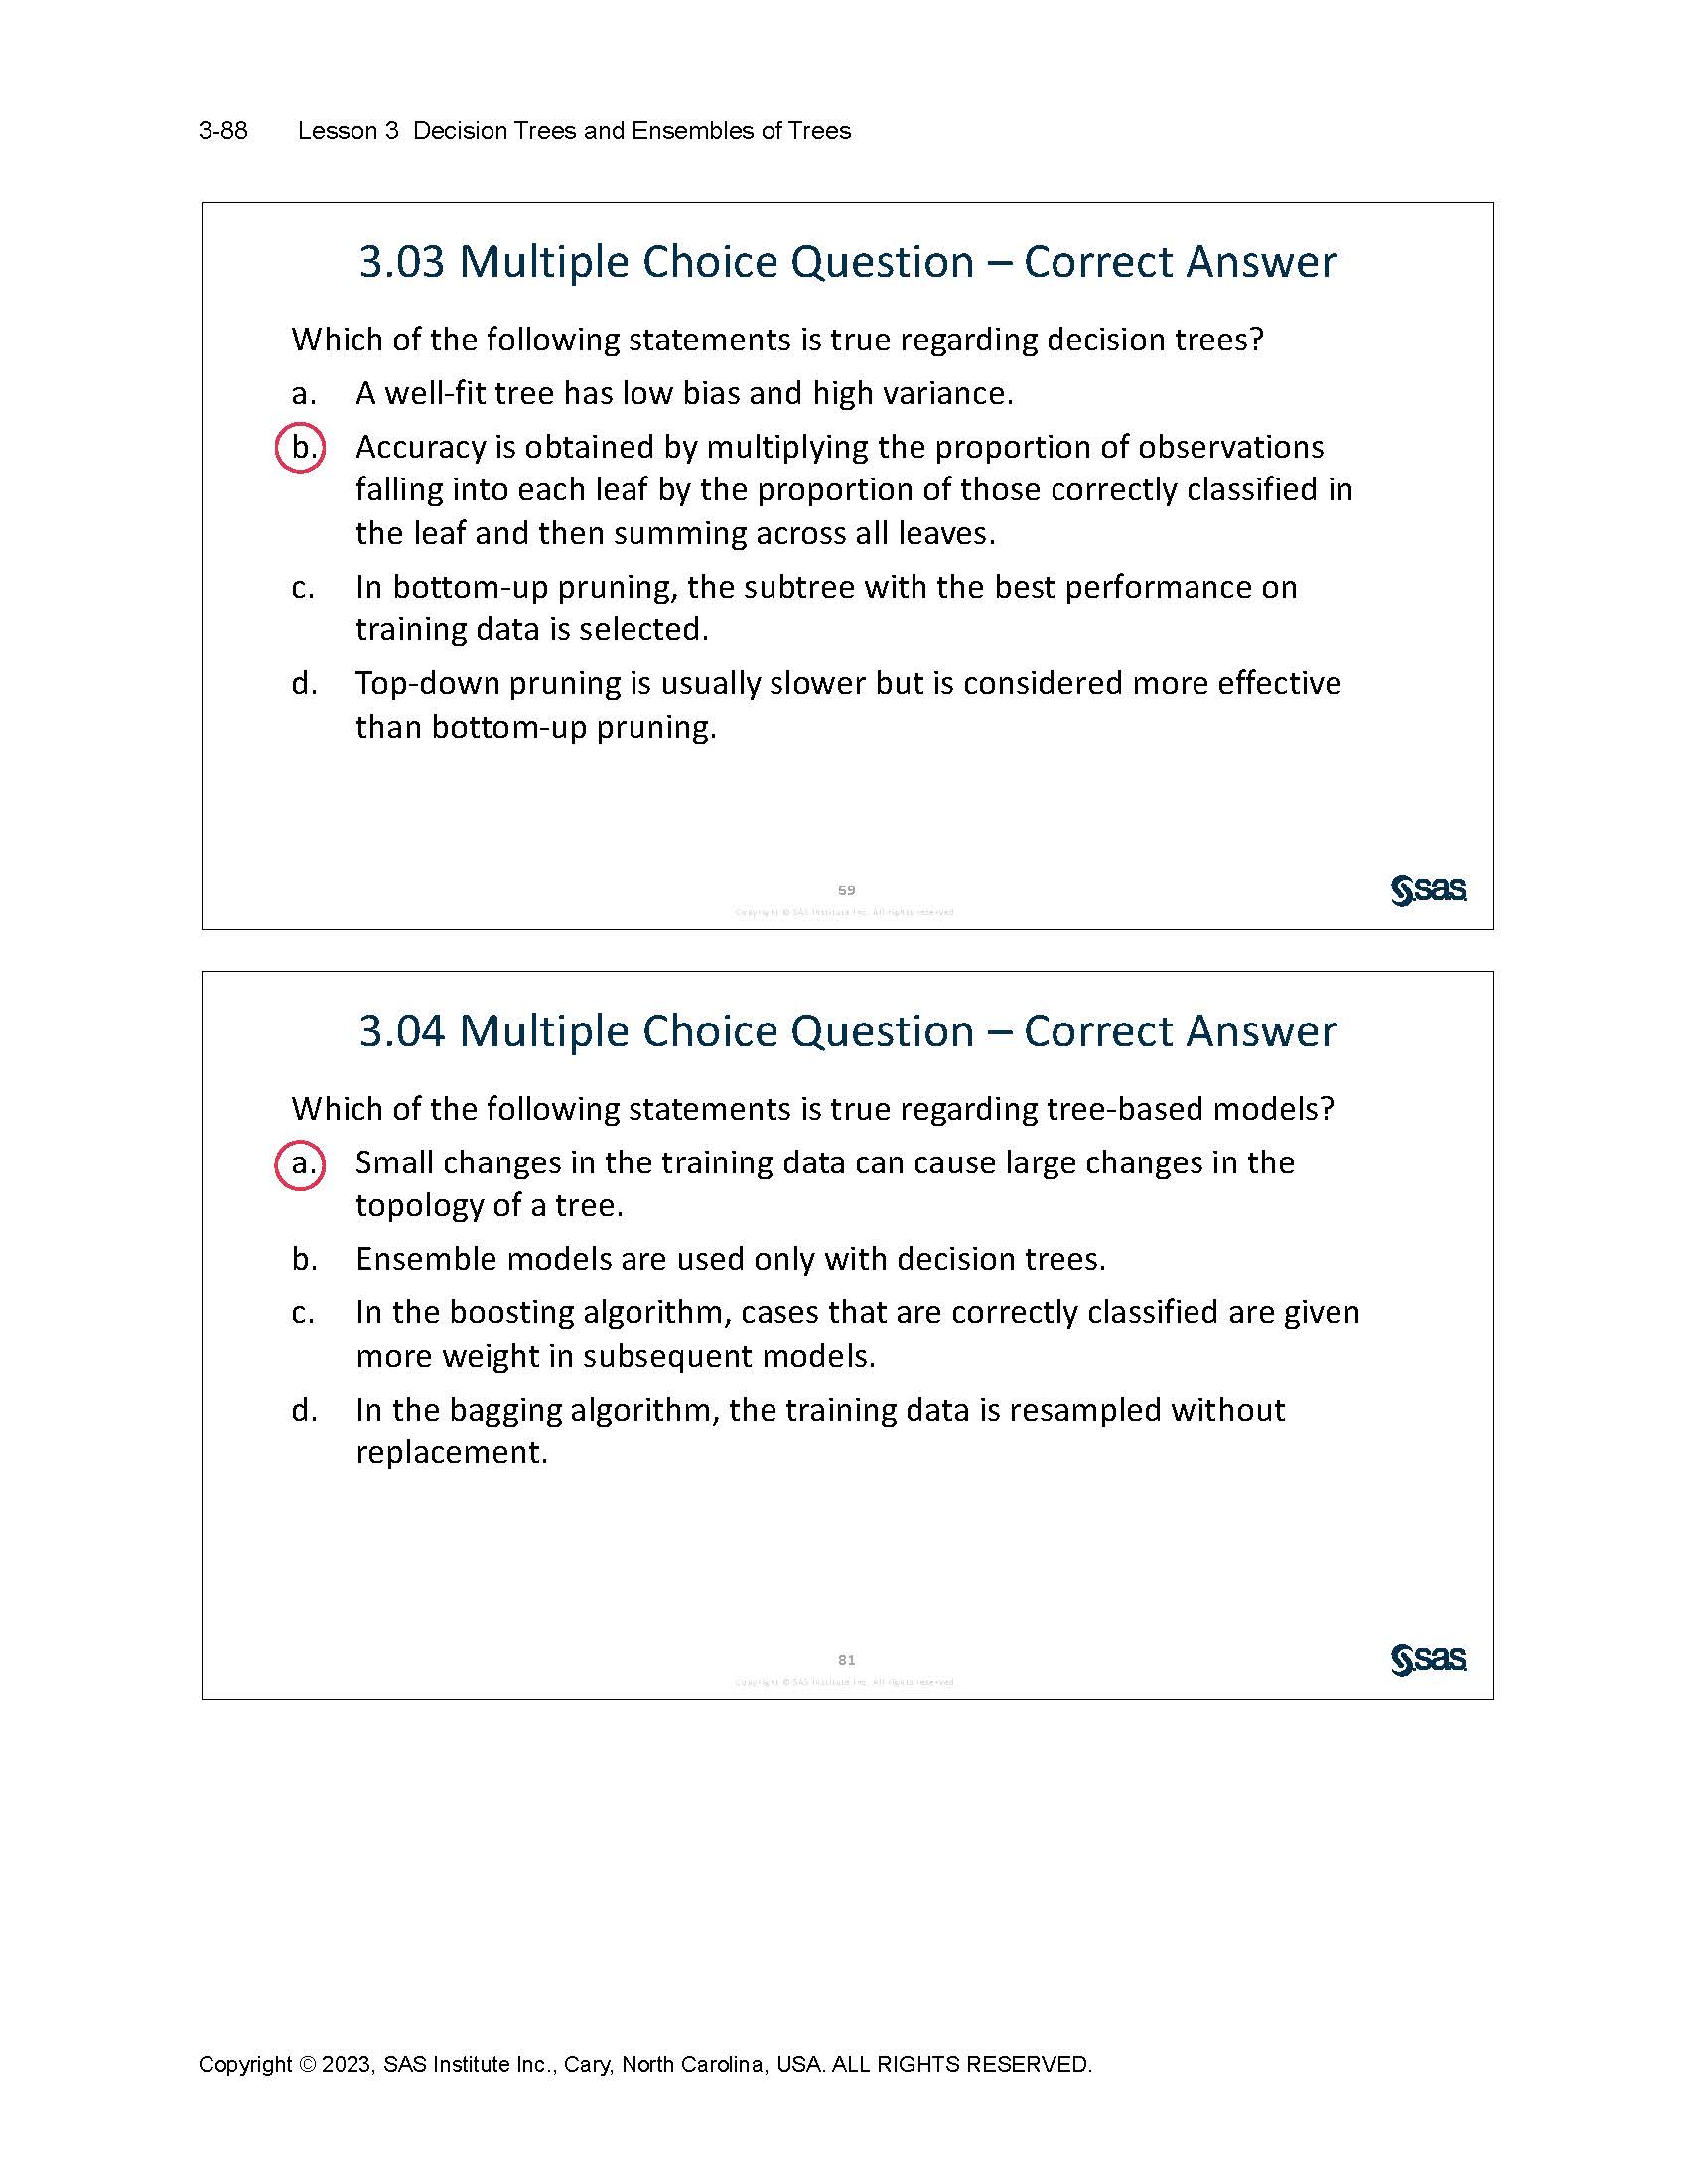 3-88 Lesson 3 Decision Trees and Ensembles of Trees
3.03 Multiple Choice Question – Correct Answer
Which of the following statements is true regarding decision trees?
a. A well-fit tree has low bias and high variance.
b. Accuracy is obtained by multiplying the proportion of observations
falling into each leaf by the proportion of those correctly classified in
the leaf and then summing across all leaves.
c. In bottom-up pruning, the subtree with the best performance on
training data is selected.
d. Top-down pruning is usually slower but is considered more effective
than bottom-up pruning.
59
Copyright © SAS Institute Inc. All rights reserved.
sas
3.04 Multiple Choice Question – Correct Answer
Which of the following statements is true regarding tree-based models?
a. Small changes in the training data can cause large changes in the
topology of a tree.
b. Ensemble models are used only with decision trees.
c. In the boosting algorithm, cases that are correctly classified are given
more weight in subsequent models.
d. In the bagging algorithm, the training data is resampled without
replacement.
81
Copyright © SAS Institute Inc. All rights reserved.
sas
Copyright © 2023, SAS Institute Inc., Cary, North Carolina, USA. ALL RIGHTS RESERVED.